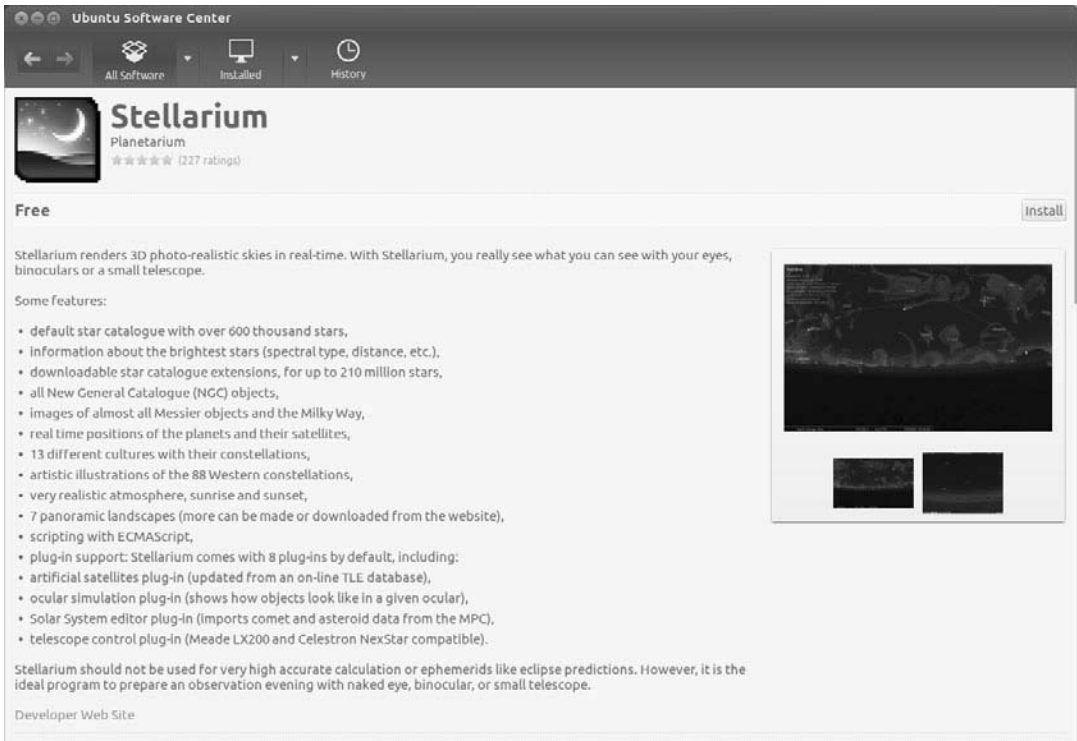 Ubuntu Software Center
All Software
Installed
History
Stellarium
Planetarium
(227 ratings)
Free
Install
Stellarium renders 3D photo-realistic skies in real-time. With Stellarium, you really see what you can see with your eyes,
binoculars or a small telescope.
Some features:
• default star catalogue with over 600 thousand stars,
• information about the brightest stars (spectral type, distance, etc.),
• downloadable star catalogue extensions, for up to 210 million stars,
• all New General Catalogue (NGC) objects,
• images of almost all Messier objects and the Milky Way,
• real time positions of the planets and their satellites,
• 13 different cultures with their constellations,
• artistic illustrations of the 88 Western constellations,
• very realistic atmosphere, sunrise and sunset,
• 7 panoramic landscapes (more can be made or downloaded from the website),
• scripting with ECMAScript,
• plug-in support: Stellarium comes with 8 plug-ins by default, including:
• artificial satellites plug-in (updated from an on-line TLE database),
• ocular simulation plug-in (shows how objects look like in a given ocular),
• Solar System editor plug-in (imports comet and asteroid data from the MPC),
• telescope control plug-in (Meade LX200 and Celestron NexStar compatible).
Stellarium should not be used for very high accurate calculation or ephemerids like eclipse predictions. However, it is the
ideal program to prepare an observation evening with naked eye, binocular, or small telescope.
Developer Web Site